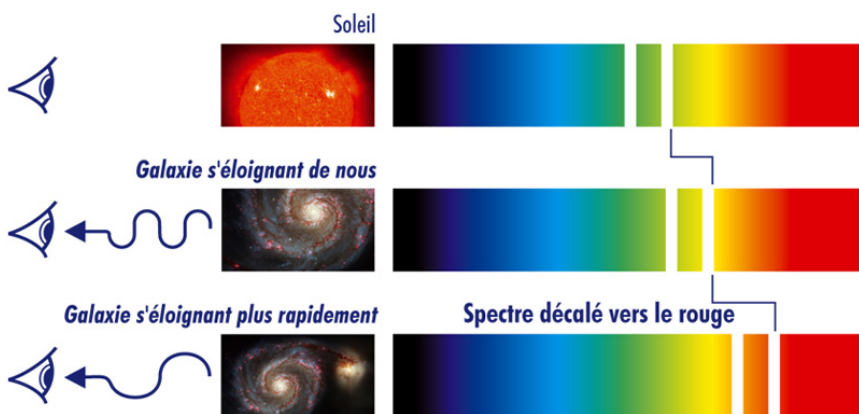 Soleil
Galaxie s'éloignant de nous
Galaxie s'éloignant plus rapidement
Spectre décalé vers le rouge